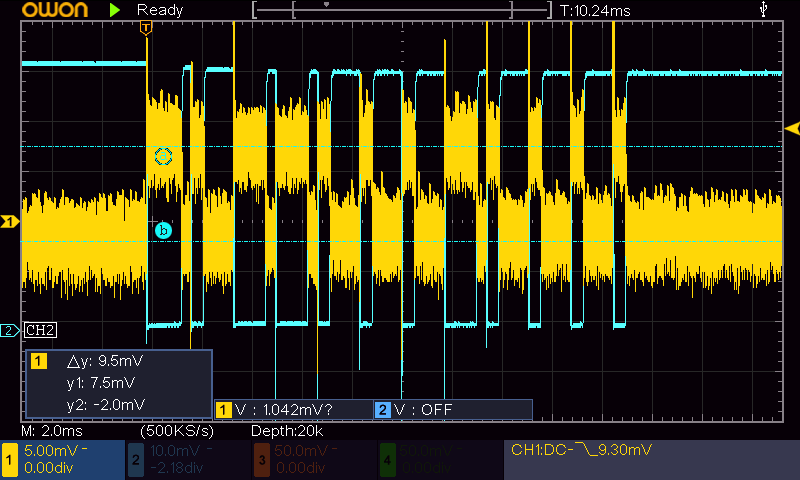 owon Ready T:10.24ms
T
b
1
2 CH2
1 △y: 9.5mV
y1: 7.5mV
y2: -2.0mV
1 V : 1.042mV? 2 V : OFF
M: 2.0ms (500KS/s) Depth:20k
1 5.00mV 2 10.0mV 3 50.0mV 4 50.0mV CH1:DC- 9.30mV
0.00div -2.18div 0.00div 0.00div